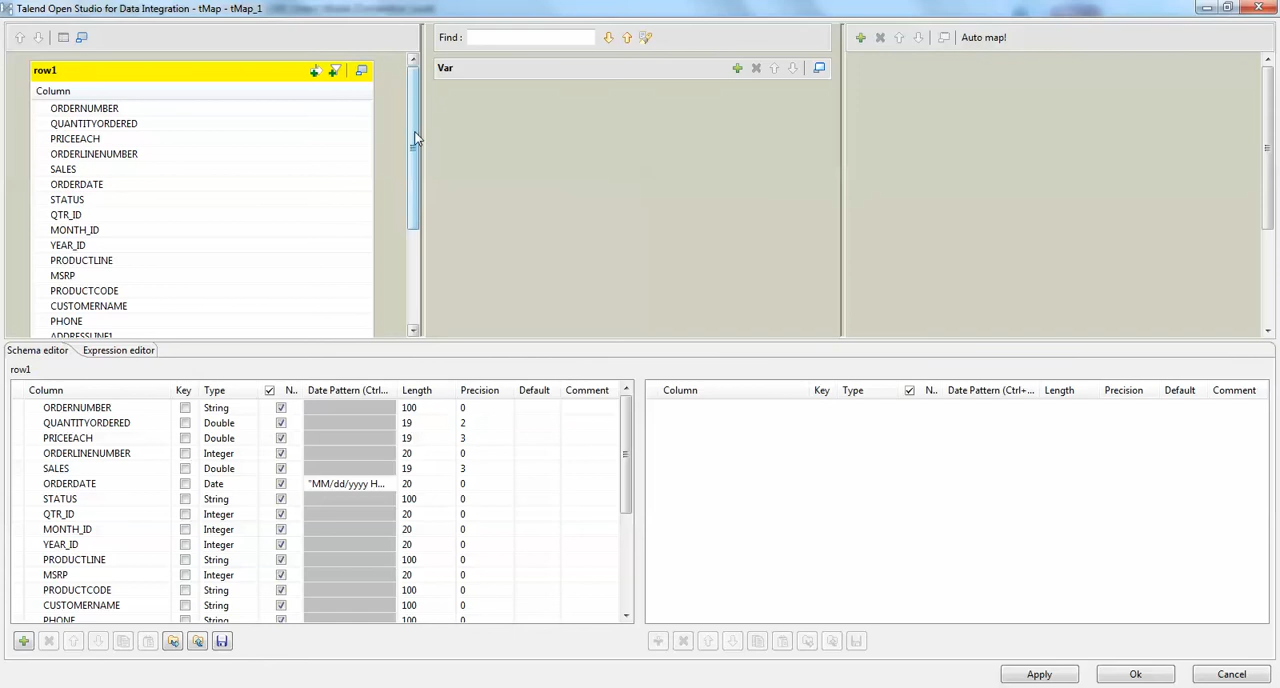 Talend Open Studio for Data Integration - tMap - tMap_1
Find :
Auto map!
row1
Var
Column
ORDERNUMBER
QUANTITYORDERED
PRICEEACH
ORDERLINENUMBER
SALES
ORDERDATE
STATUS
QTR_ID
MONTH_ID
YEAR_ID
PRODUCTLINE
MSRP
PRODUCTCODE
CUSTOMERNAME
PHONE
ADDRESSLINE1
Schema editor Expression editor
row1
Column Key Type N.. Date Pattern (Ctrl... Length Precision Default Comment
ORDERNUMBER String 100 0
QUANTITYORDERED Double 19 2
PRICEEACH Double 19 3
ORDERLINENUMBER Integer 20 0
SALES Double 19 3
ORDERDATE Date "MM/dd/yyyy H... 20 0
STATUS String 100 0
QTR_ID Integer 20 0
MONTH_ID Integer 20 0
YEAR_ID Integer 20 0
PRODUCTLINE String 100 0
MSRP Integer 20 0
PRODUCTCODE String 100 0
CUSTOMERNAME String 100 0
PHONE String 100 0
Column Key Type N.. Date Pattern (Ctrl+... Length Precision Default Comment
Apply Ok Cancel